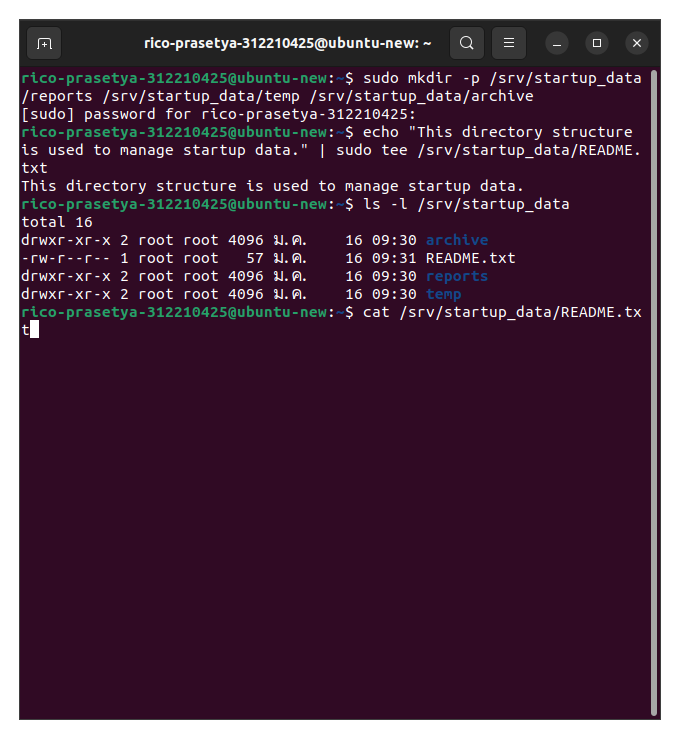 rico-prasetya-312210425@ubuntu-new: ~
rico-prasetya-312210425@ubuntu-new:~$ sudo mkdir -p /srv/startup_data
/reports /srv/startup_data/temp /srv/startup_data/archive
[sudo] password for rico-prasetya-312210425:
rico-prasetya-312210425@ubuntu-new:~$ echo "This directory structure
is used to manage startup data." | sudo tee /srv/startup_data/README.
txt
This directory structure is used to manage startup data.
rico-prasetya-312210425@ubuntu-new:~$ ls -l /srv/startup_data
total 16
drwxr-xr-x 2 root root 4096 ม.ค.    16 09:30 archive
-rw-r--r-- 1 root root   57 ม.ค.    16 09:31 README.txt
drwxr-xr-x 2 root root 4096 ม.ค.    16 09:30 reports
drwxr-xr-x 2 root root 4096 ม.ค.    16 09:30 temp
rico-prasetya-312210425@ubuntu-new:~$ cat /srv/startup_data/README.tx
t